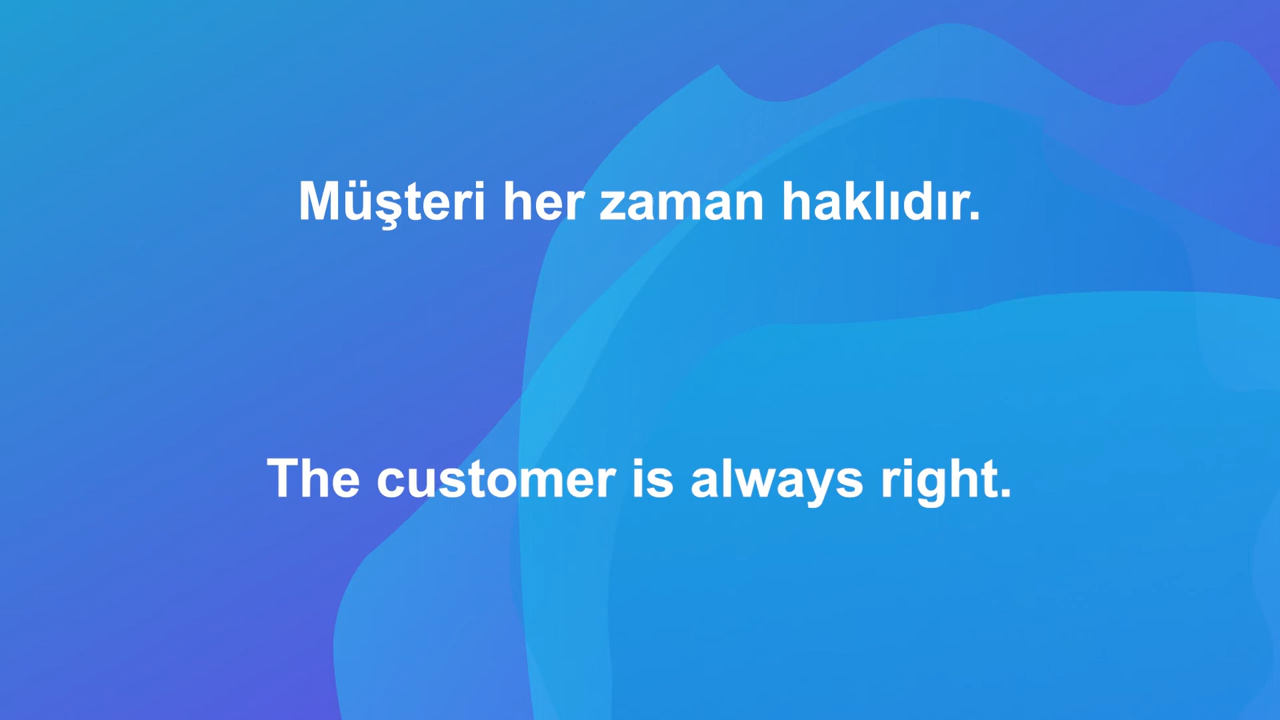 Müşteri her zaman haklıdır.
The customer is always right.